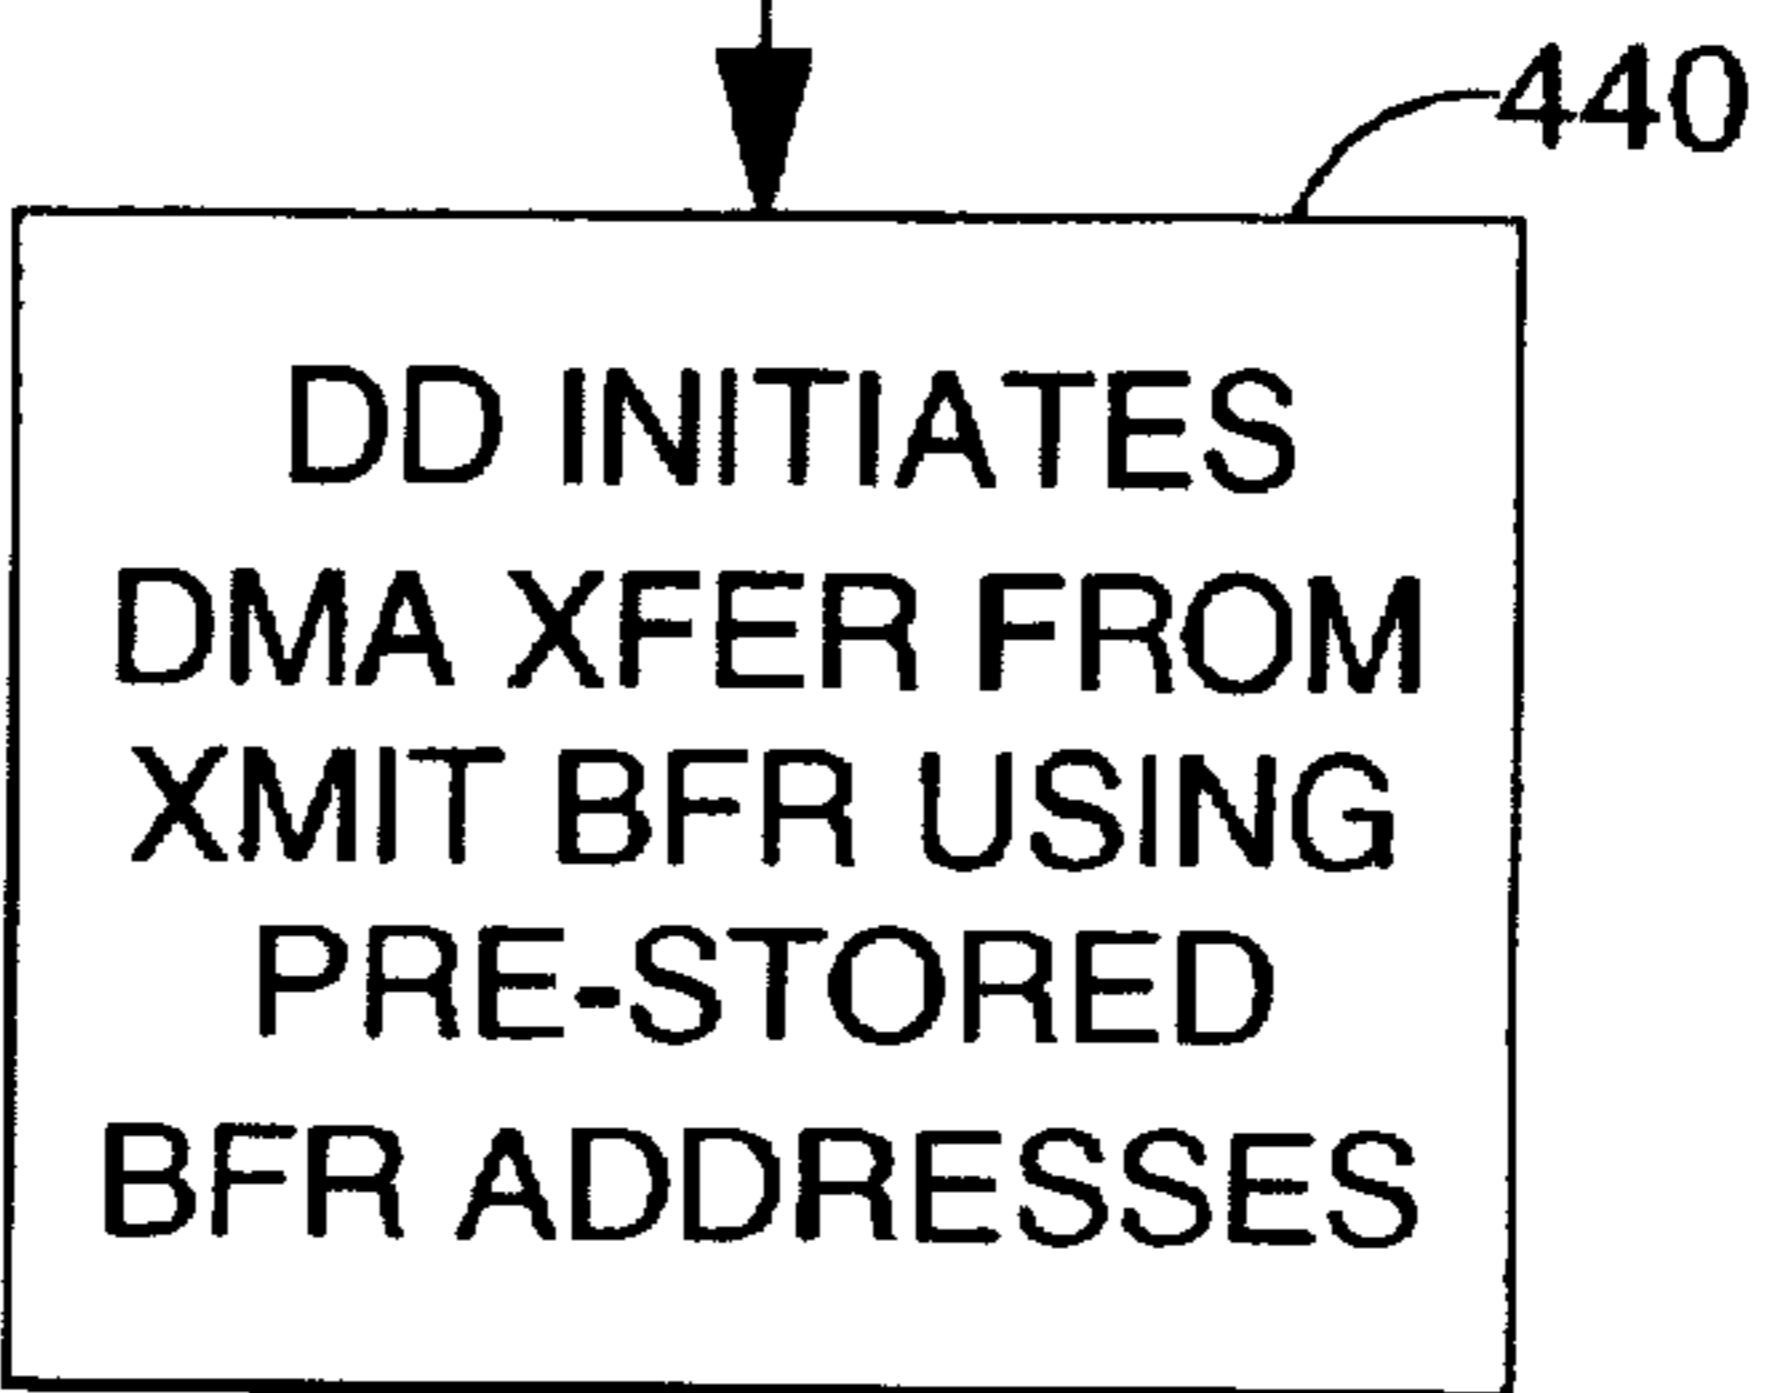 440
DD INITIATES
DMA XFER FROM
XMIT BFR USING
PRE-STORED
BFR ADDRESSES